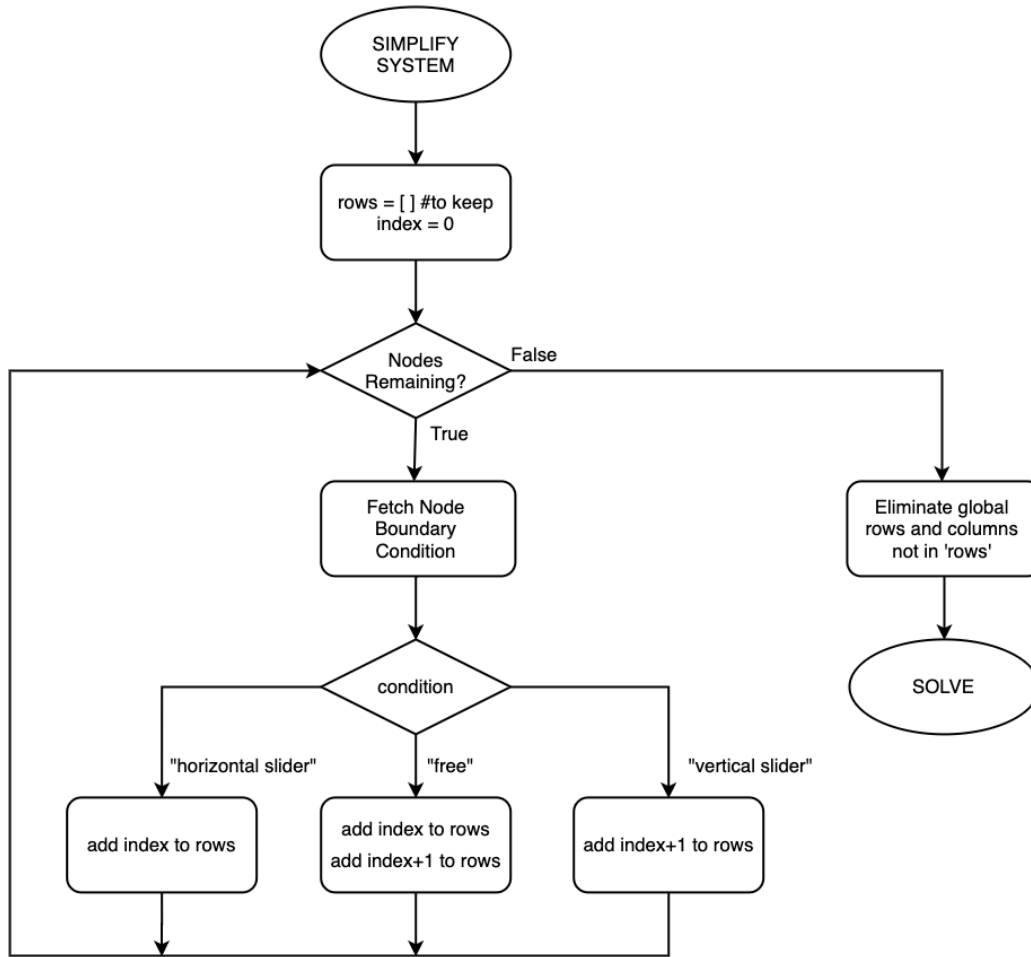 SIMPLIFY
SYSTEM
rows = [ ] #to keep
index = 0
Nodes
Remaining?
False
True
Fetch Node
Boundary
Condition
Eliminate global
rows and columns
not in 'rows'
condition
SOLVE
"horizontal slider"
"free"
"vertical slider"
add index to rows
add index to rows
add index+1 to rows
add index+1 to rows